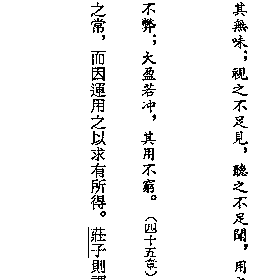 其無味；視之不足見，聽之不足聞，用
不弊；大盈若冲，其用不窮。（四十五章）
之常，而因運用之以求有所得。莊子則